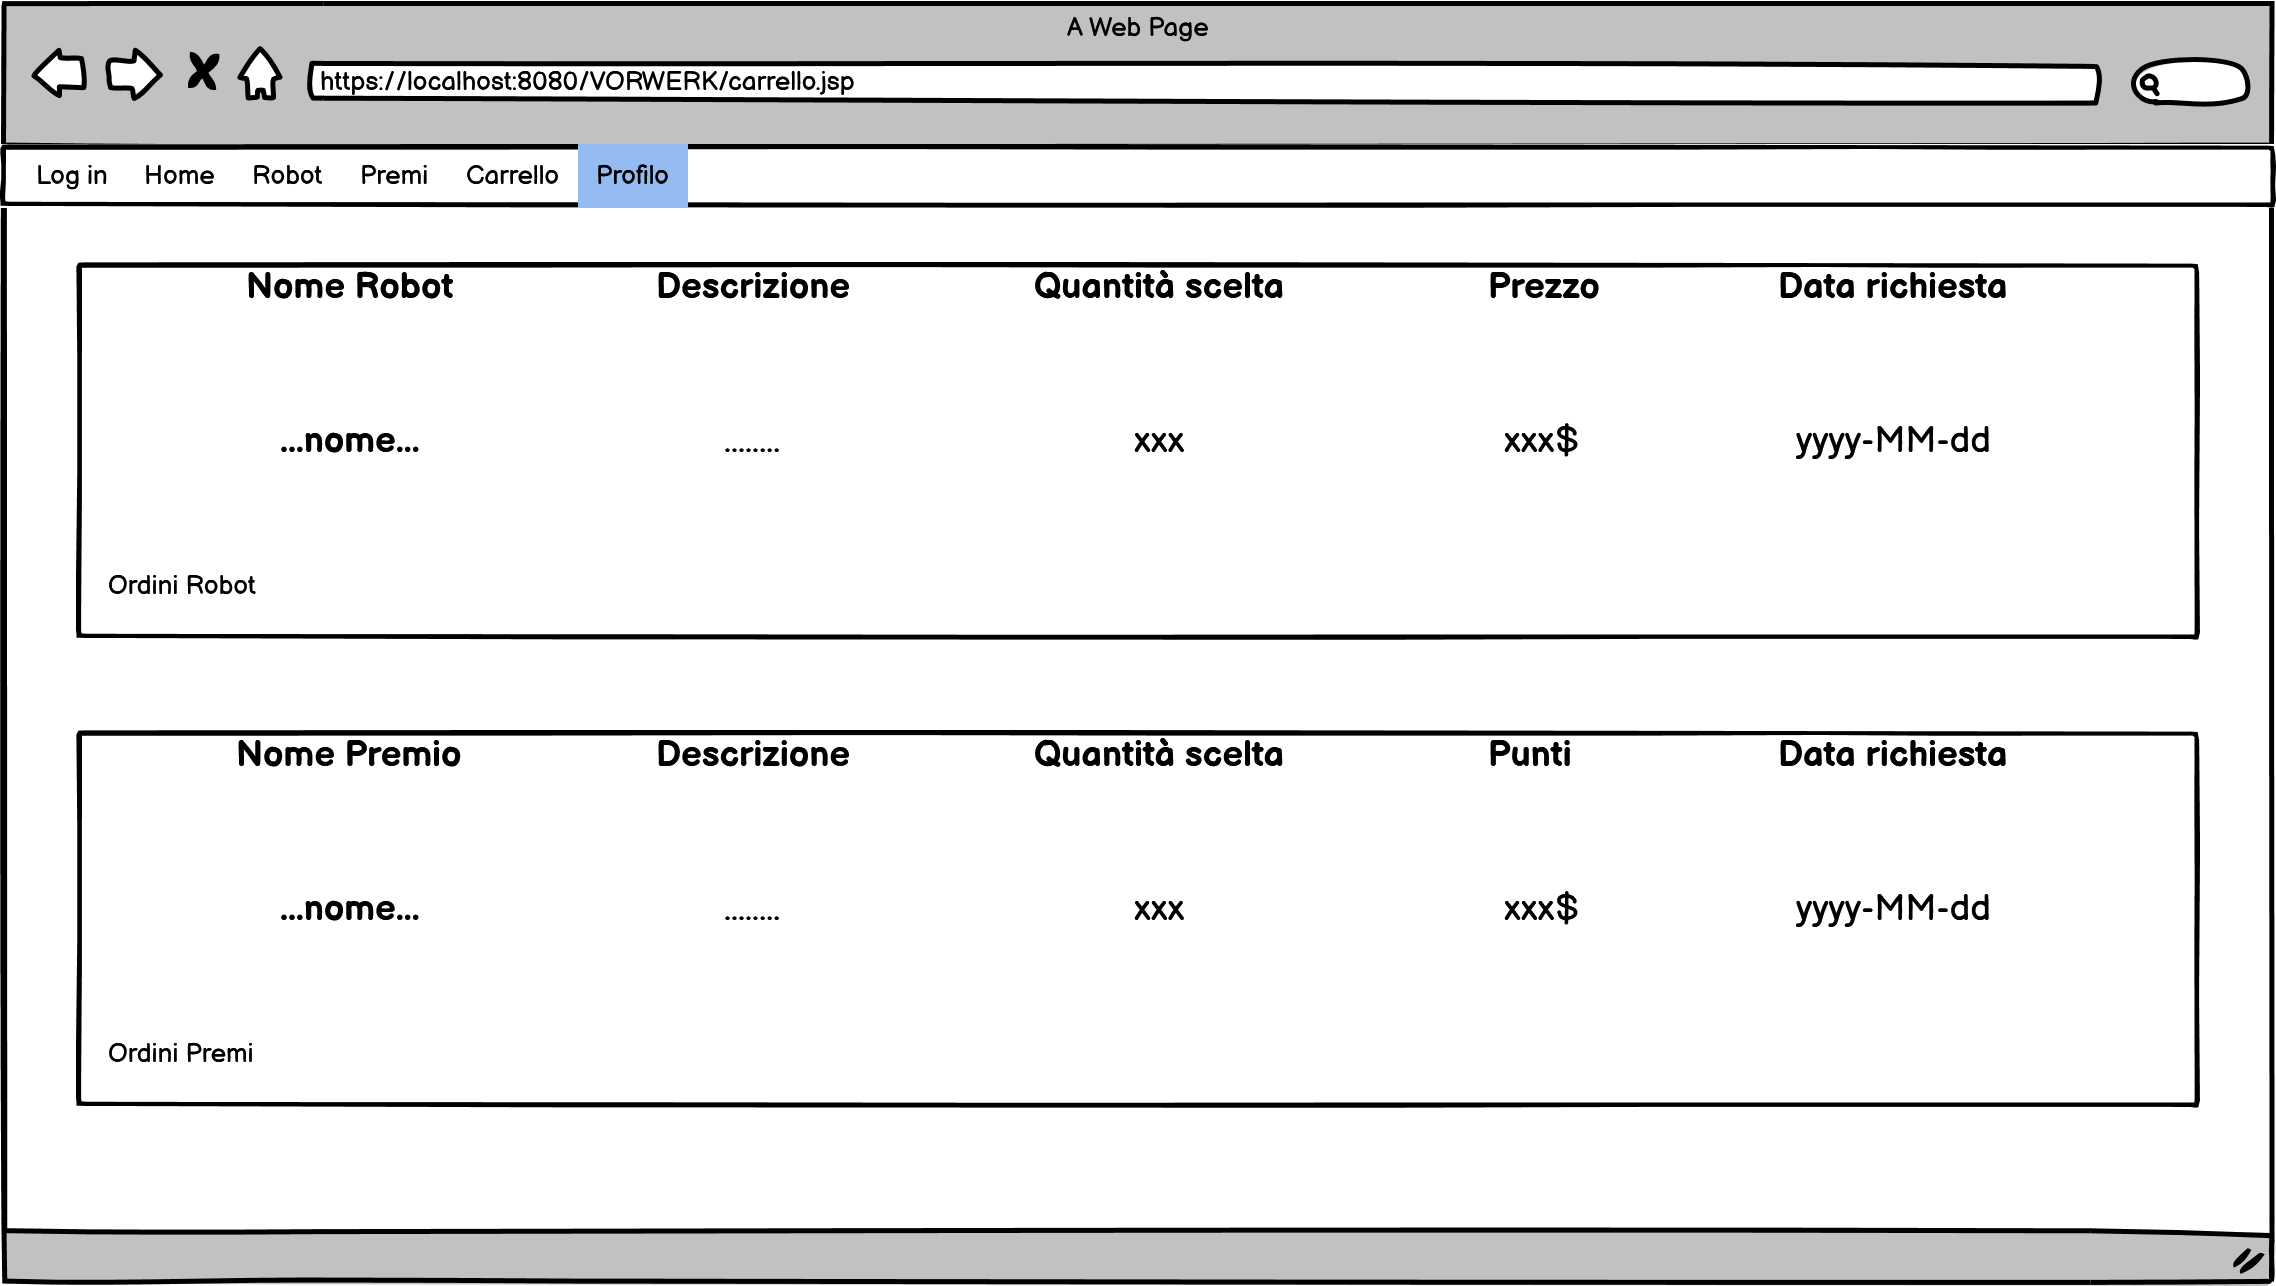 A Web Page
https://localhost:8080/VORWERK/carrello.jsp
Log in Home Robot Premi Carrello Profilo
Nome Robot Descrizione Quantità scelta Prezzo Data richiesta
...nome... ........ xxx xxx$ yyyy-MM-dd
Ordini Robot
Nome Premio Descrizione Quantità scelta Punti Data richiesta
...nome... ........ xxx xxx$ yyyy-MM-dd
Ordini Premi